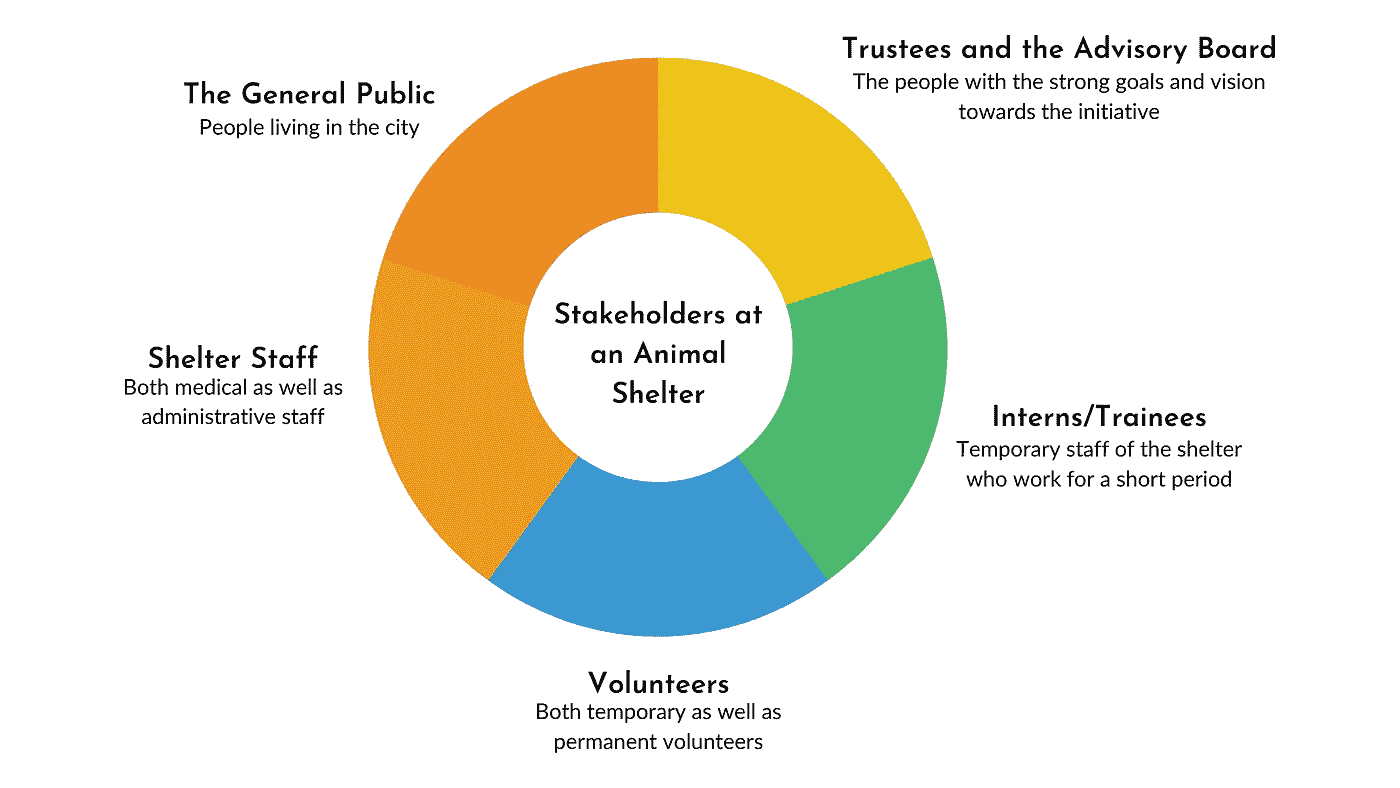 Trustees and the Advisory Board
The people with the strong goals and vision
towards the initiative
The General Public
People living in the city
Stakeholders at
an Animal
Shelter
Shelter Staff
Both medical as well as
administrative staff
Interns/Trainees
Temporary staff of the shelter
who work for a short period
Volunteers
Both temporary as well as
permanent volunteers